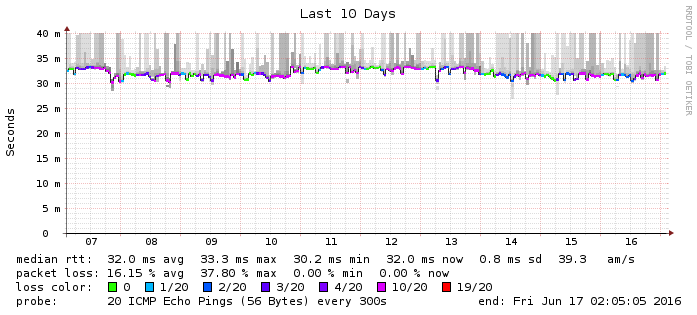 Last 10 Days
RRDTOOL / TOBI OETIKER
Seconds
40 m
35 m
30 m
25 m
20 m
15 m
10 m
5 m
0
07 08 09 10 11 12 13 14 15 16
median rtt: 32.0 ms avg 33.3 ms max 30.2 ms min 32.0 ms now 0.8 ms sd 39.3 am/s
packet loss: 16.15 % avg 37.80 % max 0.00 % min 0.00 % now
loss color: 0 1/20 2/20 3/20 4/20 10/20 19/20
probe: 20 ICMP Echo Pings (56 Bytes) every 300s end: Fri Jun 17 02:05:05 2016